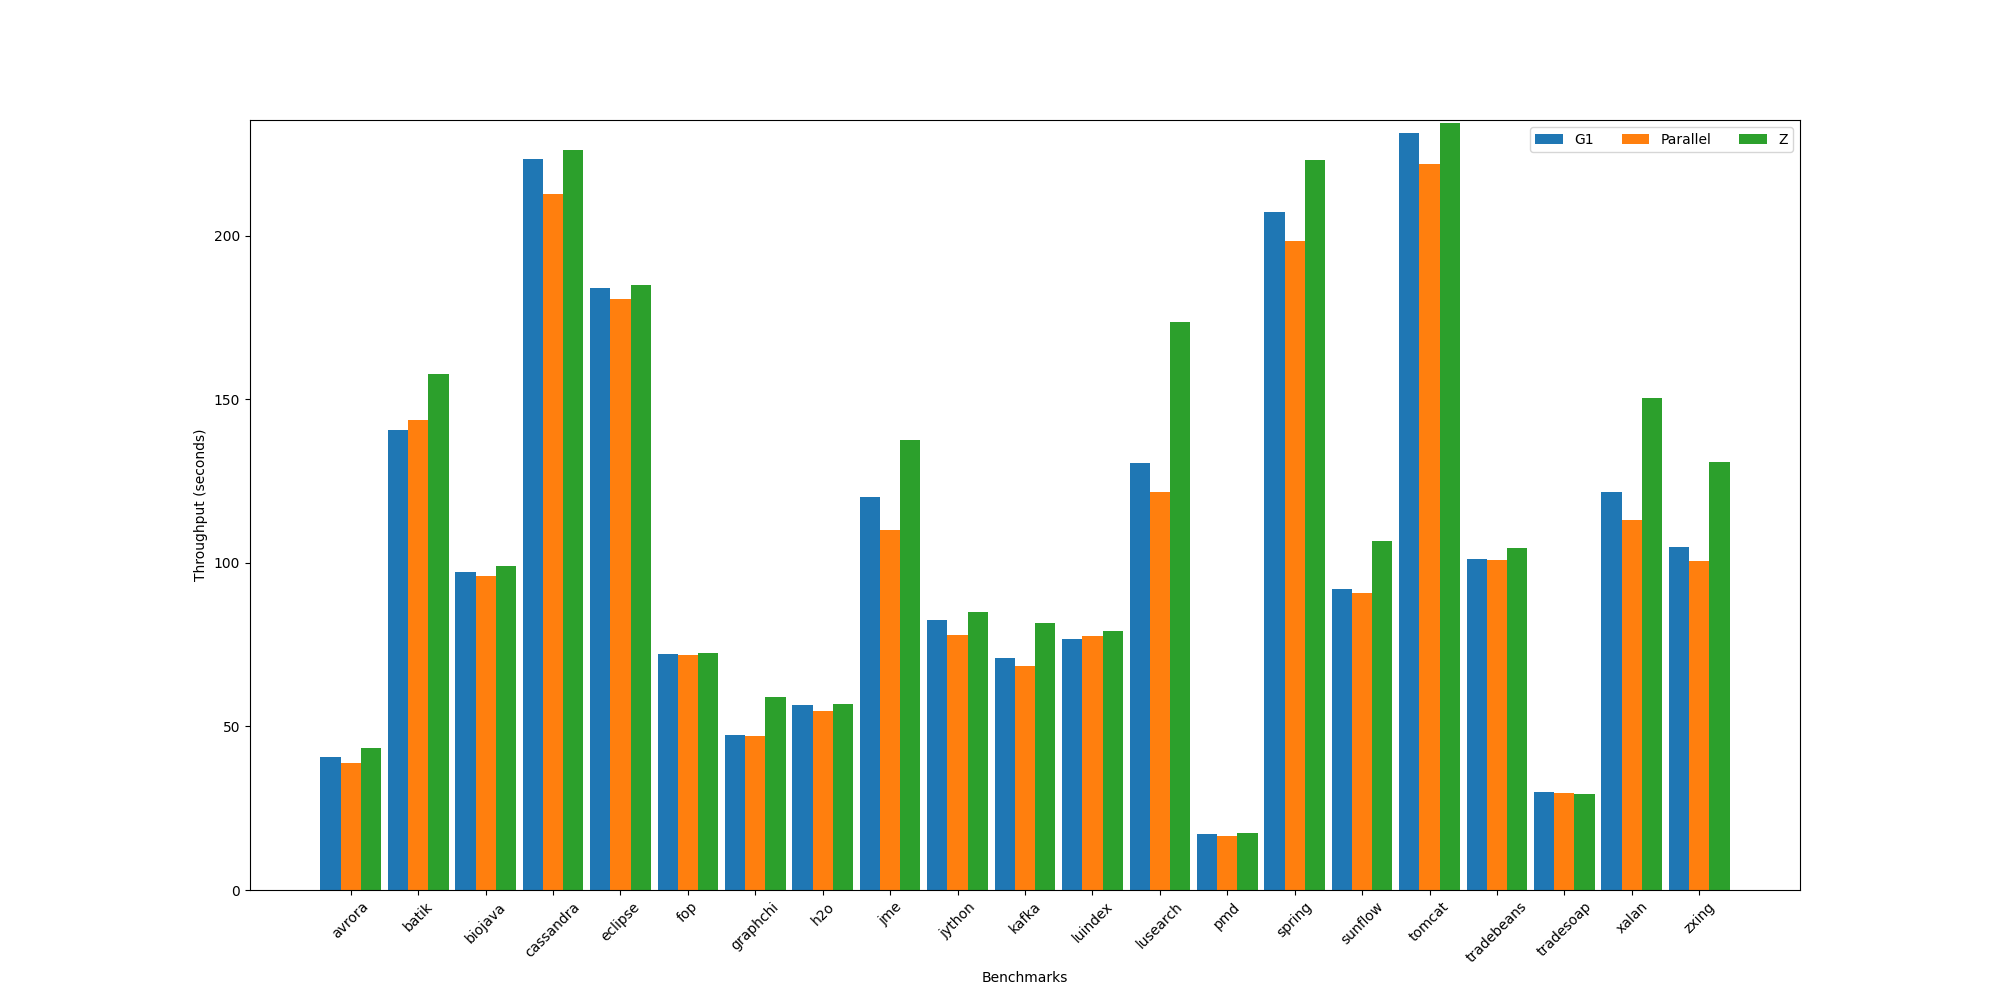 G1 Parallel Z
Throughput (seconds)
200
150
100
50
0
avrora batik biojava cassandra eclipse fop graphchi h2o jme jython kafka luindex lusearch pmd spring sunflow tomcat tradebeans tradesoap xalan zxing
Benchmarks